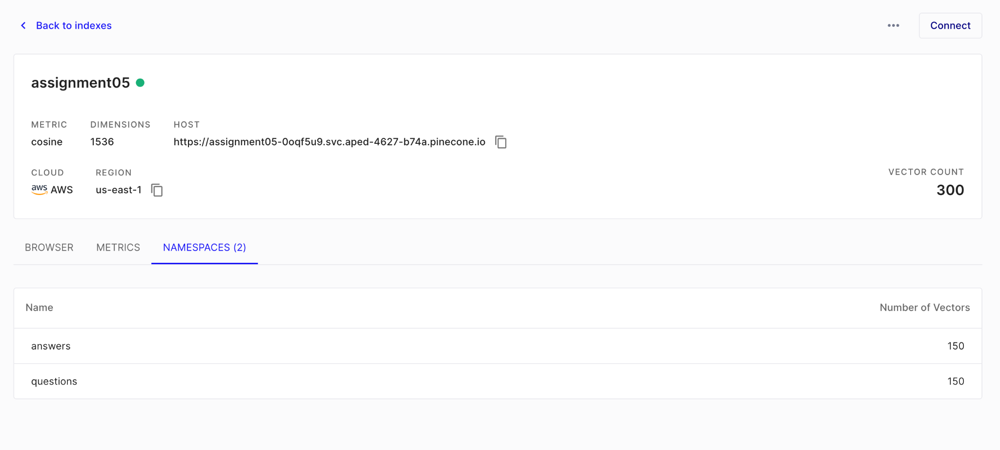 Back to indexes
Connect
assignment05
METRIC DIMENSIONS HOST
cosine 1536 https://assignment05-0oqf5u9.svc.aped-4627-b74a.pinecone.io
CLOUD REGION VECTOR COUNT
aws AWS us-east-1 300
BROWSER METRICS NAMESPACES (2)
Name Number of Vectors
answers 150
questions 150